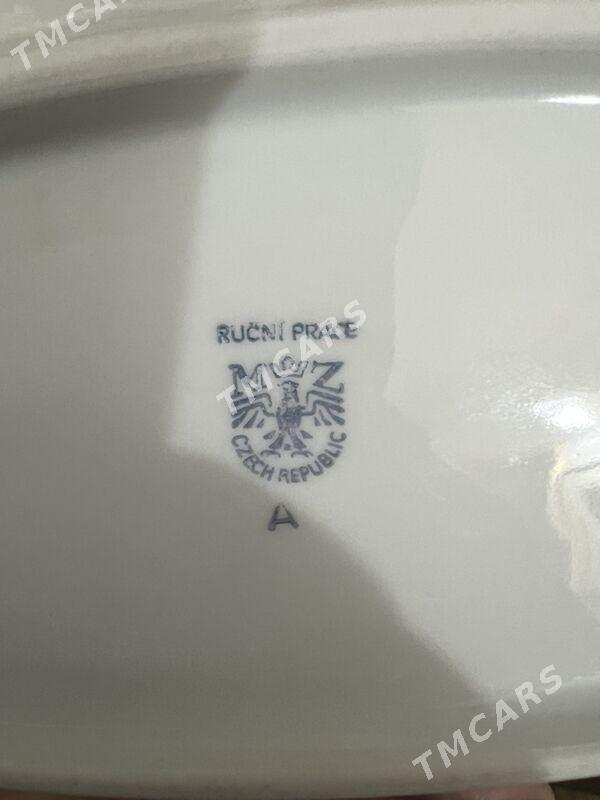 TMCARS
RUČNÍ PRÁCE
MZ
TMCARS
CZECH REPUBLIC
A
TMCARS